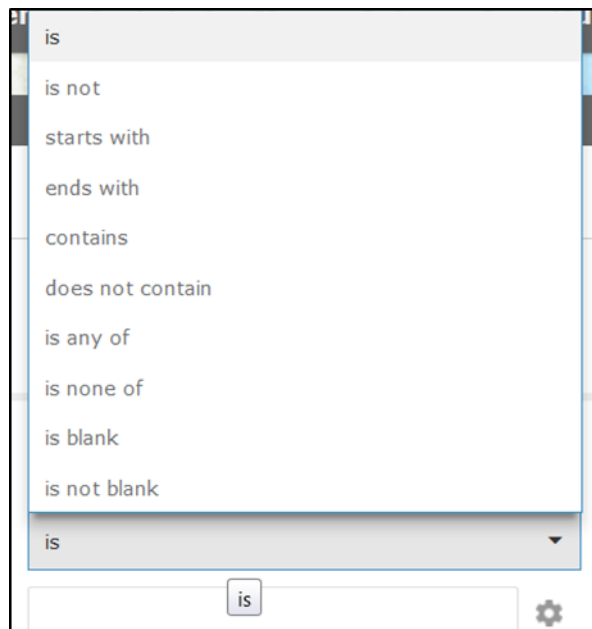 is
is not
starts with
ends with
contains
does not contain
is any of
is none of
is blank
is not blank
is
is